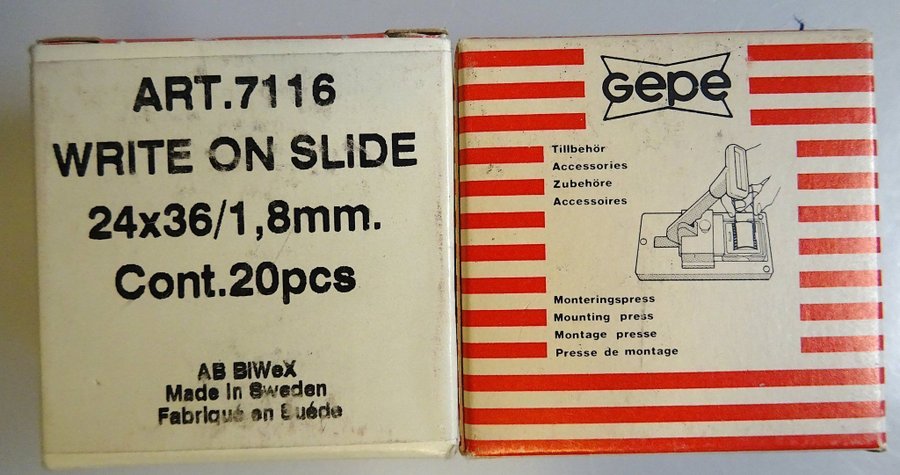 ART.7116
WRITE ON SLIDE
24x36/1,8mm.
Cont.20pcs
AB BIWeX
Made in Sweden
Fabriqué en Suéde
Gepe
Tillbehör
Accessories
Zubehöre
Accessoires
Monteringspress
Mounting press
Montage presse
Presse de montage